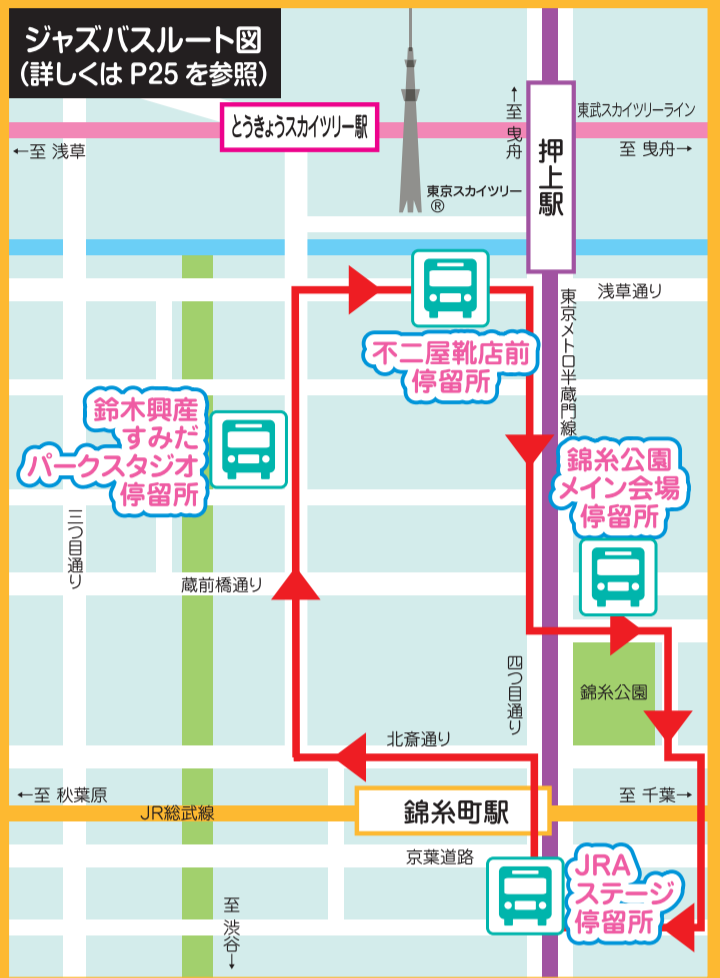 ジャズバスルート図
(詳しくは P25 を参照)
とうきょうスカイツリー駅
東武スカイツリーライン
←至 浅草
←至 曳舟
至 曳舟→
押上駅
東京スカイツリー
®
浅草通り
不二屋靴店前
停留所
東京メトロ半蔵門線
鈴木興産
すみだ
パークスタジオ
停留所
錦糸公園
メイン会場
停留所
三つ目通り
蔵前橋通り
四つ目通り
錦糸公園
北斎通り
←至 秋葉原
JR総武線
錦糸町駅
至 千葉→
京葉道路
JRA
ステージ
停留所
至 渋谷→